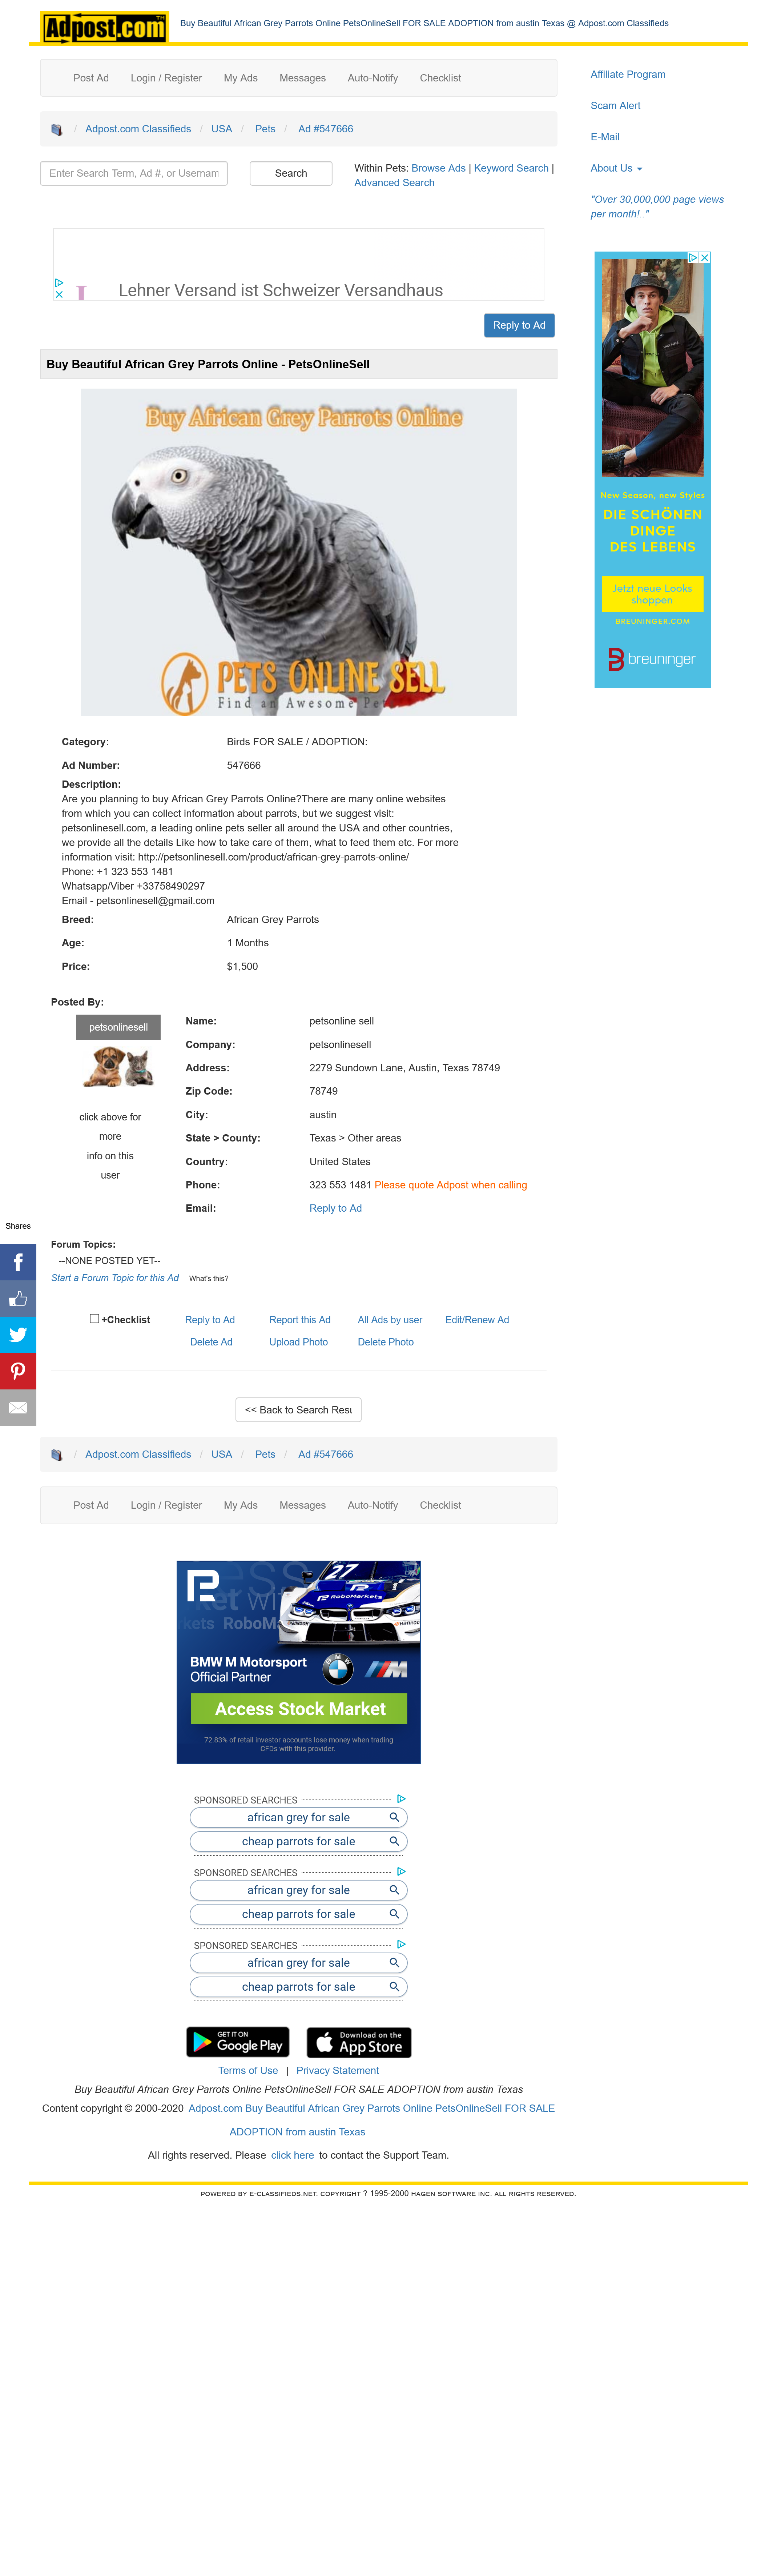 Adpost.com TM
Buy Beautiful African Grey Parrots Online PetsOnlineSell FOR SALE ADOPTION from austin Texas @ Adpost.com Classifieds
Post Ad Login / Register My Ads Messages Auto-Notify Checklist
/ Adpost.com Classifieds / USA / Pets / Ad #547666
Enter Search Term, Ad #, or Usernam
Search
Within Pets: Browse Ads | Keyword Search |
Advanced Search
Affiliate Program
Scam Alert
E-Mail
About Us
"Over 30,000,000 page views
per month!.."
Lehner Versand ist Schweizer Versandhaus
Reply to Ad
Buy Beautiful African Grey Parrots Online - PetsOnlineSell
Buy African Grey Parrots Online
PETS ONLINE SELL
Find an Awesome Pet
New Season, new Styles
DIE SCHÖNEN
DINGE
DES LEBENS
Jetzt neue Looks
shoppen
BREUNINGER.COM
breuninger
Category: Birds FOR SALE / ADOPTION:
Ad Number: 547666
Description:
Are you planning to buy African Grey Parrots Online?There are many online websites
from which you can collect information about parrots, but we suggest visit:
petsonlinesell.com, a leading online pets seller all around the USA and other countries,
we provide all the details Like how to take care of them, what to feed them etc. For more
information visit: http://petsonlinesell.com/product/african-grey-parrots-online/
Phone: +1 323 553 1481
Whatsapp/Viber +33758490297
Email - petsonlinesell@gmail.com
Breed: African Grey Parrots
Age: 1 Months
Price: $1,500
Posted By:
petsonlinesell
click above for
more
info on this
user
Name: petsonline sell
Company: petsonlinesell
Address: 2279 Sundown Lane, Austin, Texas 78749
Zip Code: 78749
City: austin
State > County: Texas > Other areas
Country: United States
Phone: 323 553 1481 Please quote Adpost when calling
Email: Reply to Ad
Shares
Forum Topics:
--NONE POSTED YET--
Start a Forum Topic for this Ad What's this?
+Checklist Reply to Ad Report this Ad All Ads by user Edit/Renew Ad
Delete Ad Upload Photo Delete Photo
<< Back to Search Resu
/ Adpost.com Classifieds / USA / Pets / Ad #547666
Post Ad Login / Register My Ads Messages Auto-Notify Checklist
27
RoboMarkets
BMW M Motorsport
Official Partner
BMW
M
Access Stock Market
72.83% of retail investor accounts lose money when trading
CFDs with this provider.
SPONSORED SEARCHES
african grey for sale
cheap parrots for sale
SPONSORED SEARCHES
african grey for sale
cheap parrots for sale
SPONSORED SEARCHES
african grey for sale
cheap parrots for sale
GET IT ON
Google Play
Download on the
App Store
Terms of Use | Privacy Statement
Buy Beautiful African Grey Parrots Online PetsOnlineSell FOR SALE ADOPTION from austin Texas
Content copyright © 2000-2020 Adpost.com Buy Beautiful African Grey Parrots Online PetsOnlineSell FOR SALE
ADOPTION from austin Texas
All rights reserved. Please click here to contact the Support Team.
POWERED BY E-CLASSIFIEDS.NET. COPYRIGHT ? 1995-2000 HAGEN SOFTWARE INC. ALL RIGHTS RESERVED.